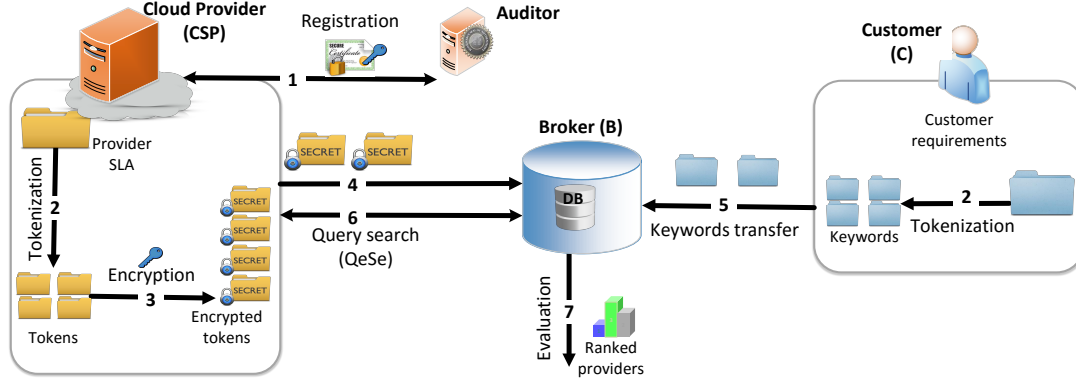 Cloud Provider
(CSP)
Registration
SECURE
Certificate
1
Auditor
Customer
(C)
Customer
requirements
Provider
SLA
Tokenization
2
Tokens
Encryption
3
SECRET
SECRET
SECRET
SECRET
Encrypted
tokens
SECRET
SECRET
4
6
Query search
(QeSe)
Broker (B)
DB
5
Keywords transfer
Keywords
2
Tokenization
Evaluation
7
Ranked
providers